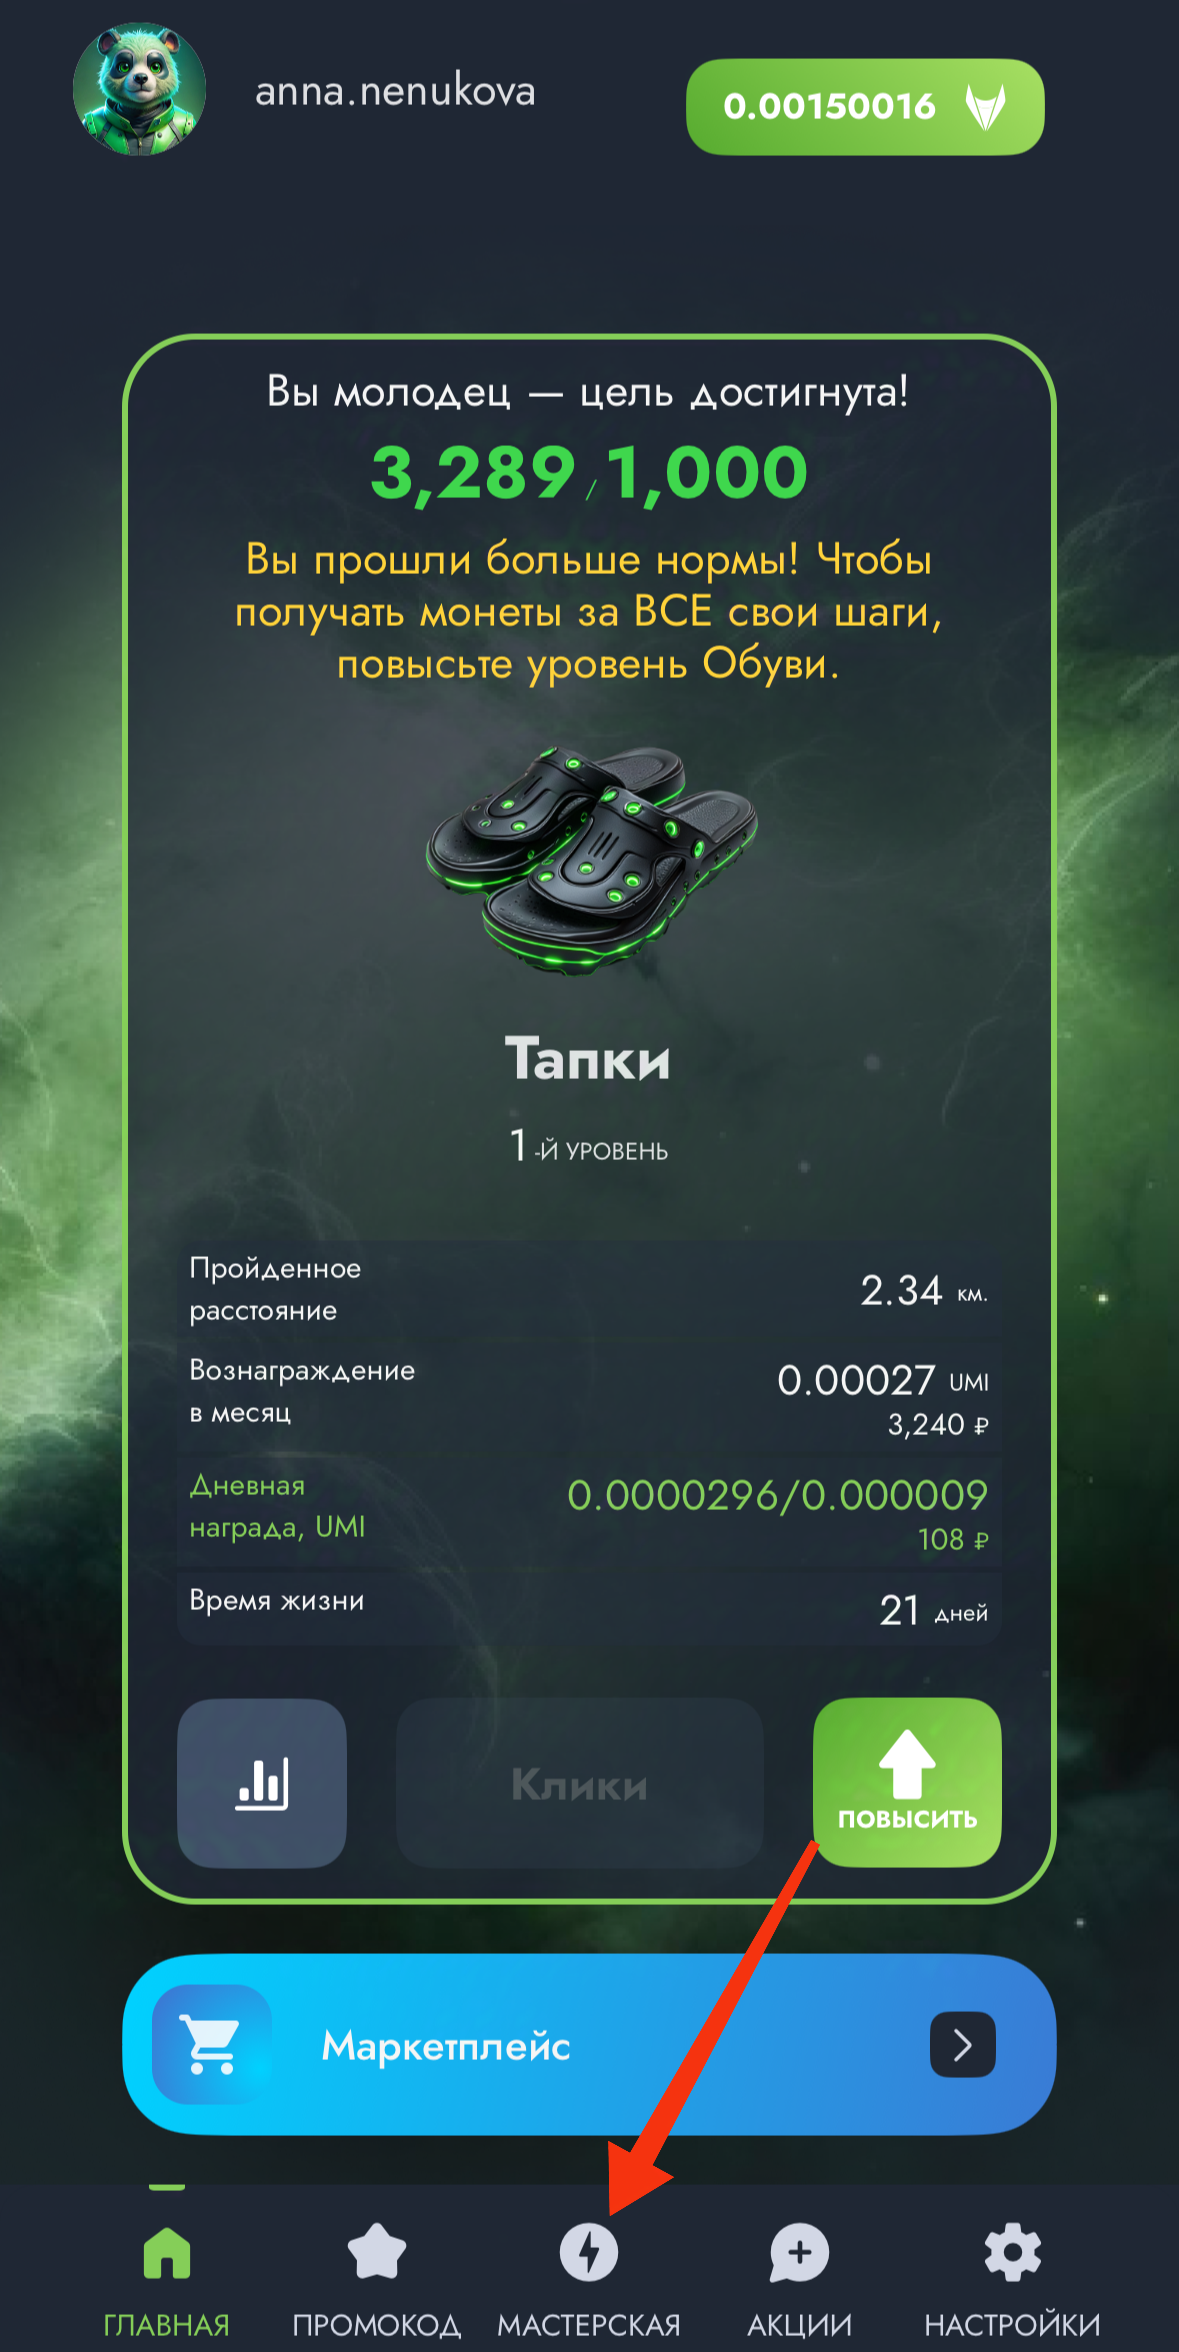 anna.nenukova
0.00150016
Вы молодец — цель достигнута!
3,289 / 1,000
Вы прошли больше нормы! Чтобы
получать монеты за ВСЕ свои шаги,
повысьте уровень Обуви.
Тапки
1 -Й УРОВЕНЬ
Пройденное
расстояние
2.34 км.
Вознаграждение
в месяц
0.00027 UMI
3,240 ₽
Дневная
награда, UMI
0.0000296/0.000009
108 ₽
Время жизни
21 дней
Клики
ПОВЫСИТЬ
Маркетплейс
ГЛАВНАЯ
ПРОМОКОД
МАСТЕРСКАЯ
АКЦИИ
НАСТРОЙКИ